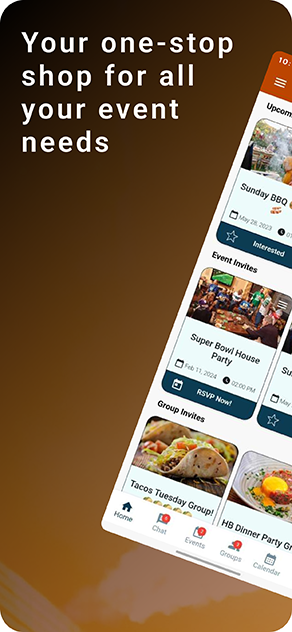 Your one-stop
shop for all
your event
needs
10:
Upcom
Sunday BBQ
May 28, 2023
Interested
Event Invites
Super Bowl House
Party
Feb 11, 2024
02:00 PM
RSVP Now!
Su
May
Group Invites
Tacos Tuesday Group!
HB Dinner Party Gr
Home
Chat
Events
Groups
Calendar